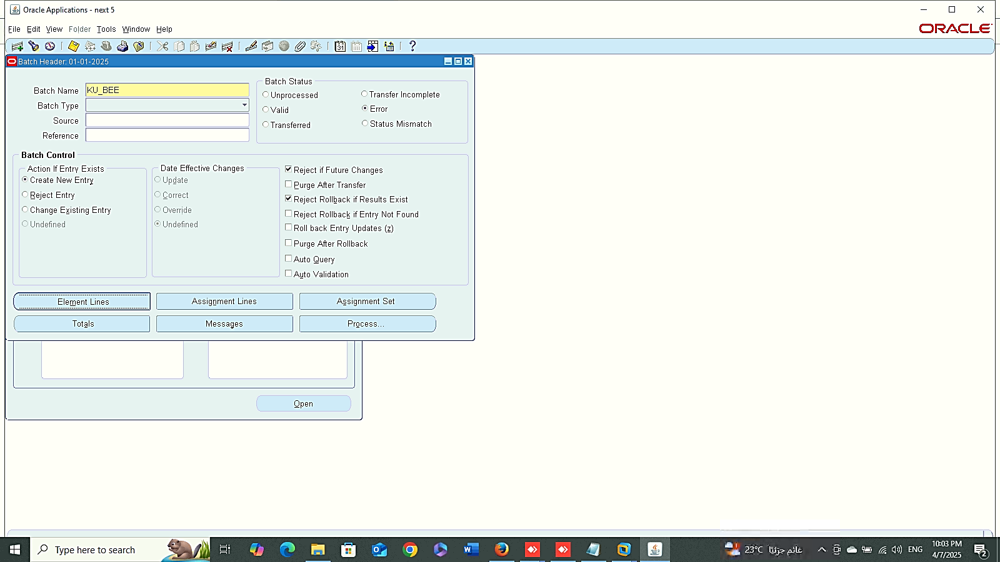 Oracle Applications - next 5
File Edit View Folder Tools Window Help
ORACLE
Batch Header: 01-01-2025
Batch Name KU_BEE
Batch Type
Source
Reference
Batch Status
Unprocessed
Transfer Incomplete
Valid
Error
Transferred
Status Mismatch
Batch Control
Action If Entry Exists
Create New Entry
Reject Entry
Change Existing Entry
Undefined
Date Effective Changes
Update
Correct
Override
Undefined
Reject if Future Changes
Purge After Transfer
Reject Rollback if Results Exist
Reject Rollback if Entry Not Found
Roll back Entry Updates (z)
Purge After Rollback
Auto Query
Auto Validation
Element Lines Assignment Lines Assignment Set
Totals Messages Process...
Open
Type here to search
23°C غائم جزئيًا
ENG
10:03 PM
4/7/2025
2